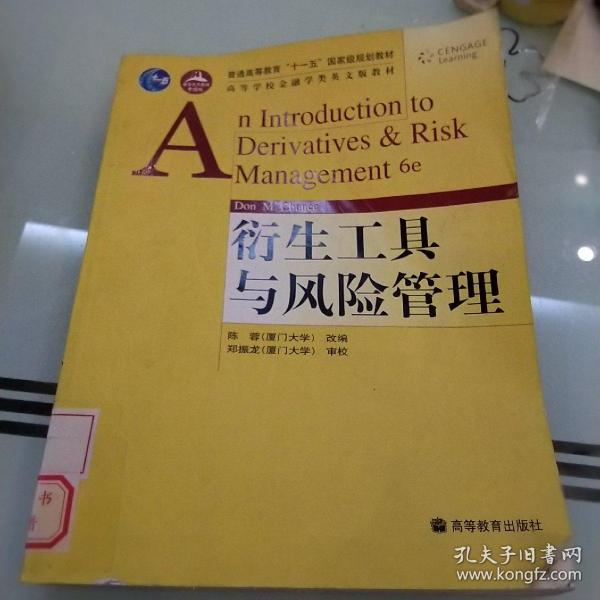 普通高等教育“十一五”国家级规划教材
高等学校金融学类英文版教材
CENGAGE
Learning
An Introduction to
Derivatives & Risk
Management 6e
Don M. Chance
衍生工具
与风险管理
陈 蓉(厦门大学) 改编
郑振龙(厦门大学) 审校
书
高等教育出版社
孔夫子旧书网
www.kongfz.com